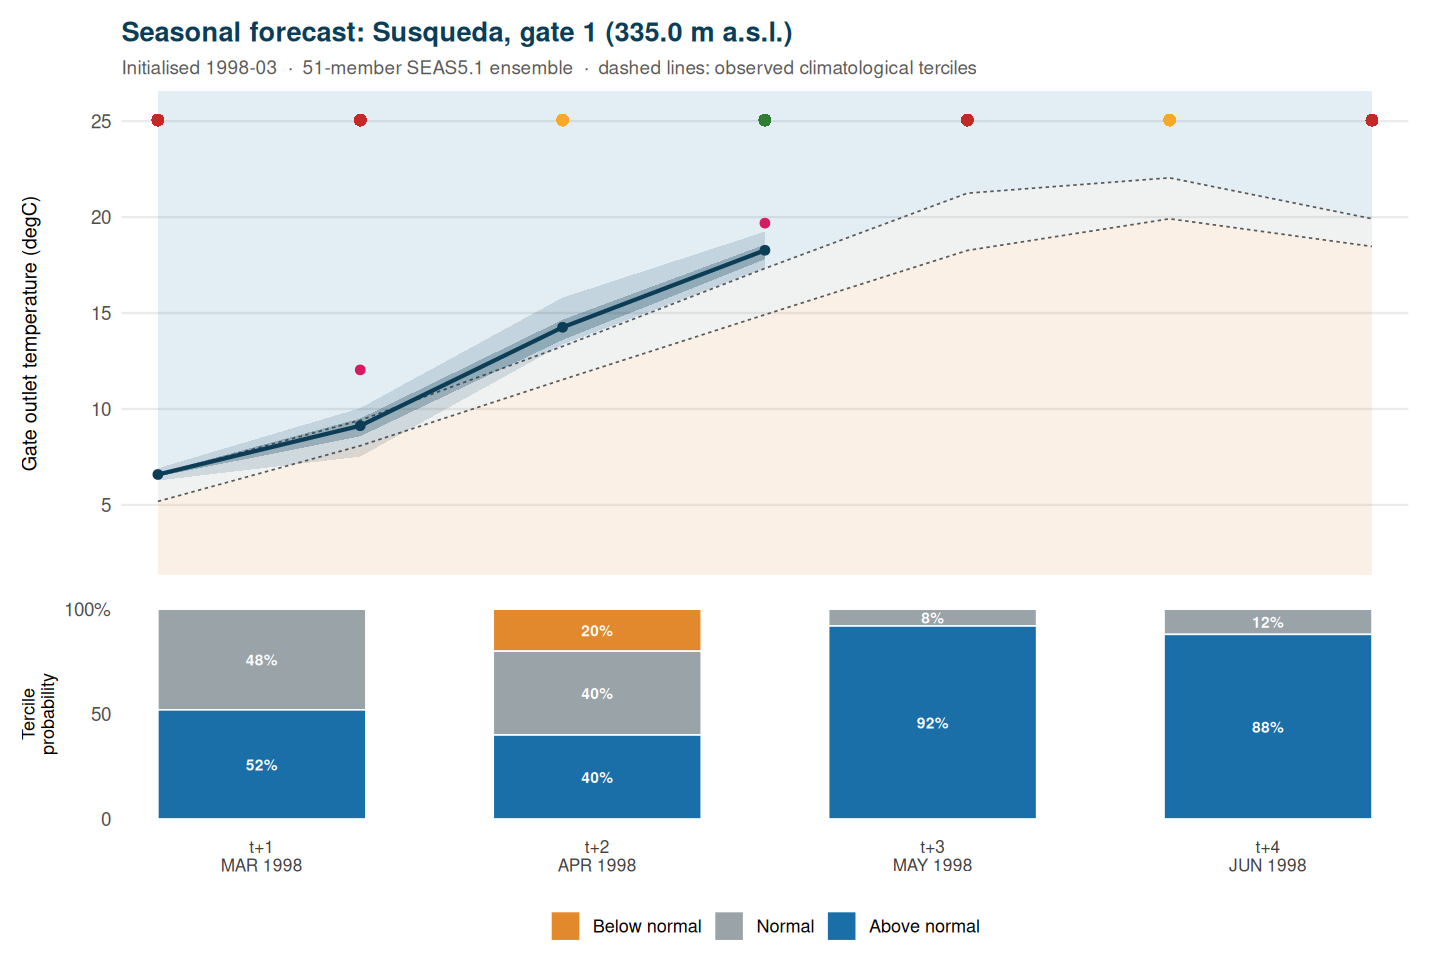 Seasonal forecast: Susqueda, gate 1 (335.0 m a.s.l.)
Initialised 1998-03 · 51-member SEAS5.1 ensemble · dashed lines: observed climatological terciles
Gate outlet temperature (degC)
25
20
15
10
5
Tercile
probability
100%
50
0
48%
52%
20%
40%
40%
8%
92%
12%
88%
t+1
MAR 1998
t+2
APR 1998
t+3
MAY 1998
t+4
JUN 1998
Below normal
Normal
Above normal